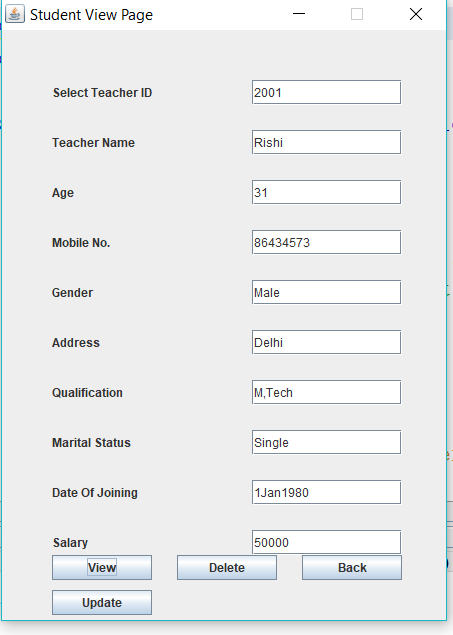 Student View Page
Select Teacher ID 2001
Teacher Name Rishi
Age 31
Mobile No. 86434573
Gender Male
Address Delhi
Qualification M,Tech
Marital Status Single
Date Of Joining 1Jan1980
Salary 50000
View Delete Back
Update